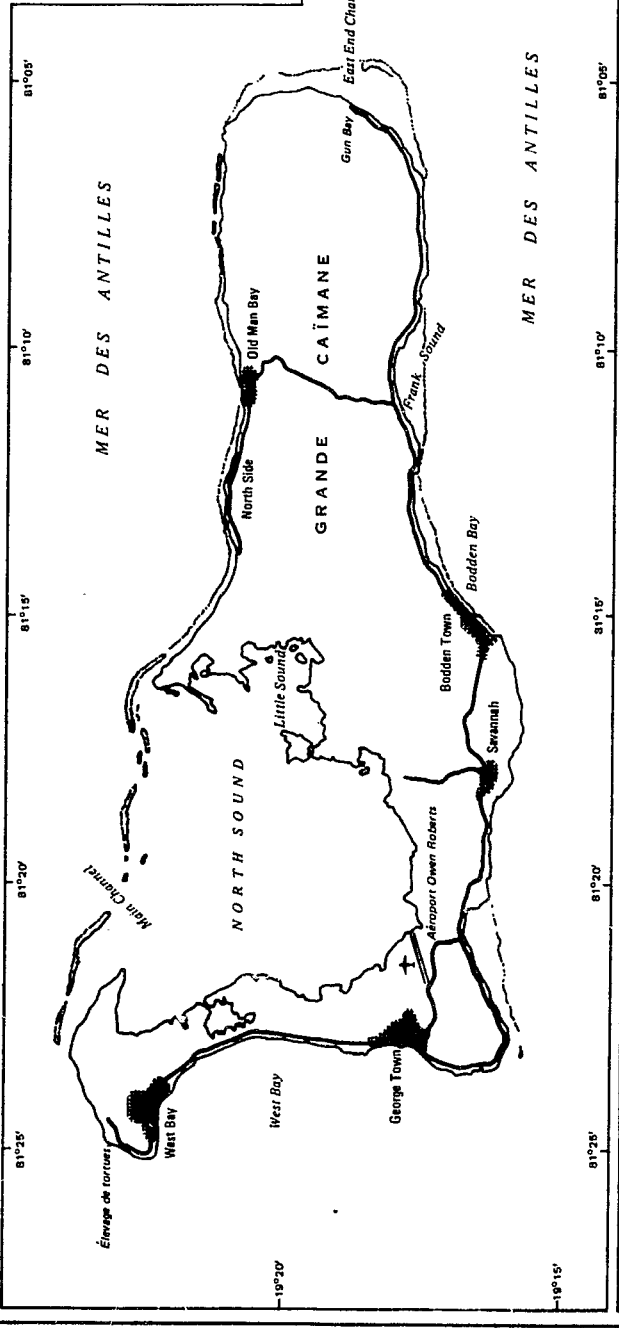 81°25'
81°20'
81°15'
81°10'
81°05'
MER DES ANTILLES
Main Channel
Élevage de tortues
West Bay
NORTH SOUND
Little Sound
North Side
Old Man Bay
East End
Gun Bay
GRANDE CAÏMANE
19°20'
West Bay
George Town
Aéroport Owen Roberts
Savannah
Bodden Town
Bodden Bay
Frank Sound
MER DES ANTILLES
19°15'
81°25'
81°20'
81°15'
81°10'
81°05'